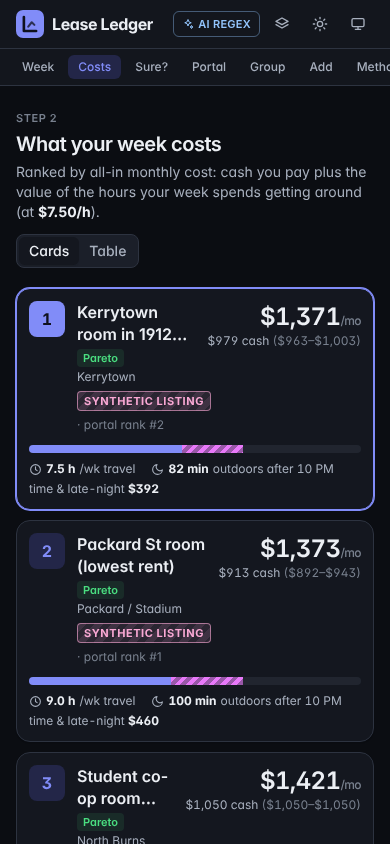 Lease Ledger
AI REGEX
Week Costs Sure? Portal Group Add
STEP 2
What your week costs
Ranked by all-in monthly cost: cash you pay plus the
value of the hours your week spends getting around
(at $7.50/h).
Cards Table
1
Kerrytown
room in 1912...
$1,371/mo
$979 cash ($963–$1,003)
Pareto
Kerrytown
SYNTHETIC LISTING
· portal rank #2
7.5 h /wk travel 82 min outdoors after 10 PM
time & late-night $392
2
Packard St room
(lowest rent)
$1,373/mo
$913 cash ($892–$943)
Pareto
Packard / Stadium
SYNTHETIC LISTING
· portal rank #1
9.0 h /wk travel 100 min outdoors after 10 PM
time & late-night $460
3
Student co-
op room...
$1,421/mo
$1,050 cash ($1,050–$1,050)
Pareto
North Burns